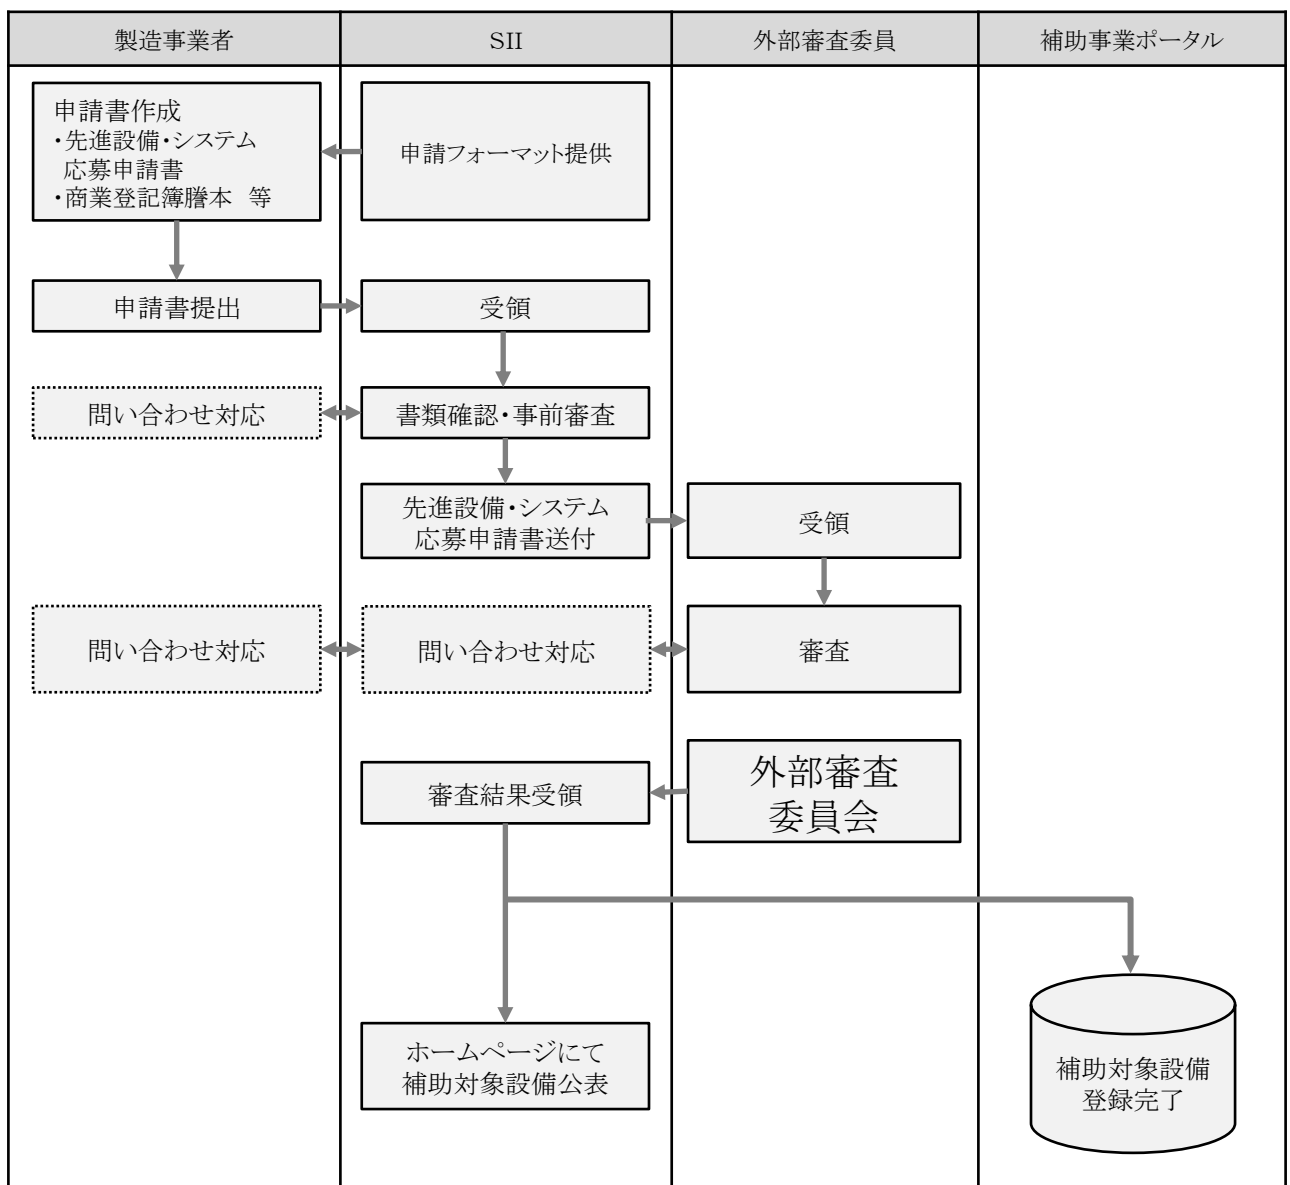 製造事業者
SII
外部審査委員
補助事業ポータル
申請書作成
・先進設備・システム
応募申請書
・商業登記簿謄本　等
申請フォーマット提供
申請書提出
受領
問い合わせ対応
書類確認・事前審査
先進設備・システム
応募申請書送付
受領
問い合わせ対応
問い合わせ対応
審査
審査結果受領
外部審査
委員会
ホームページにて
補助対象設備公表
補助対象設備
登録完了